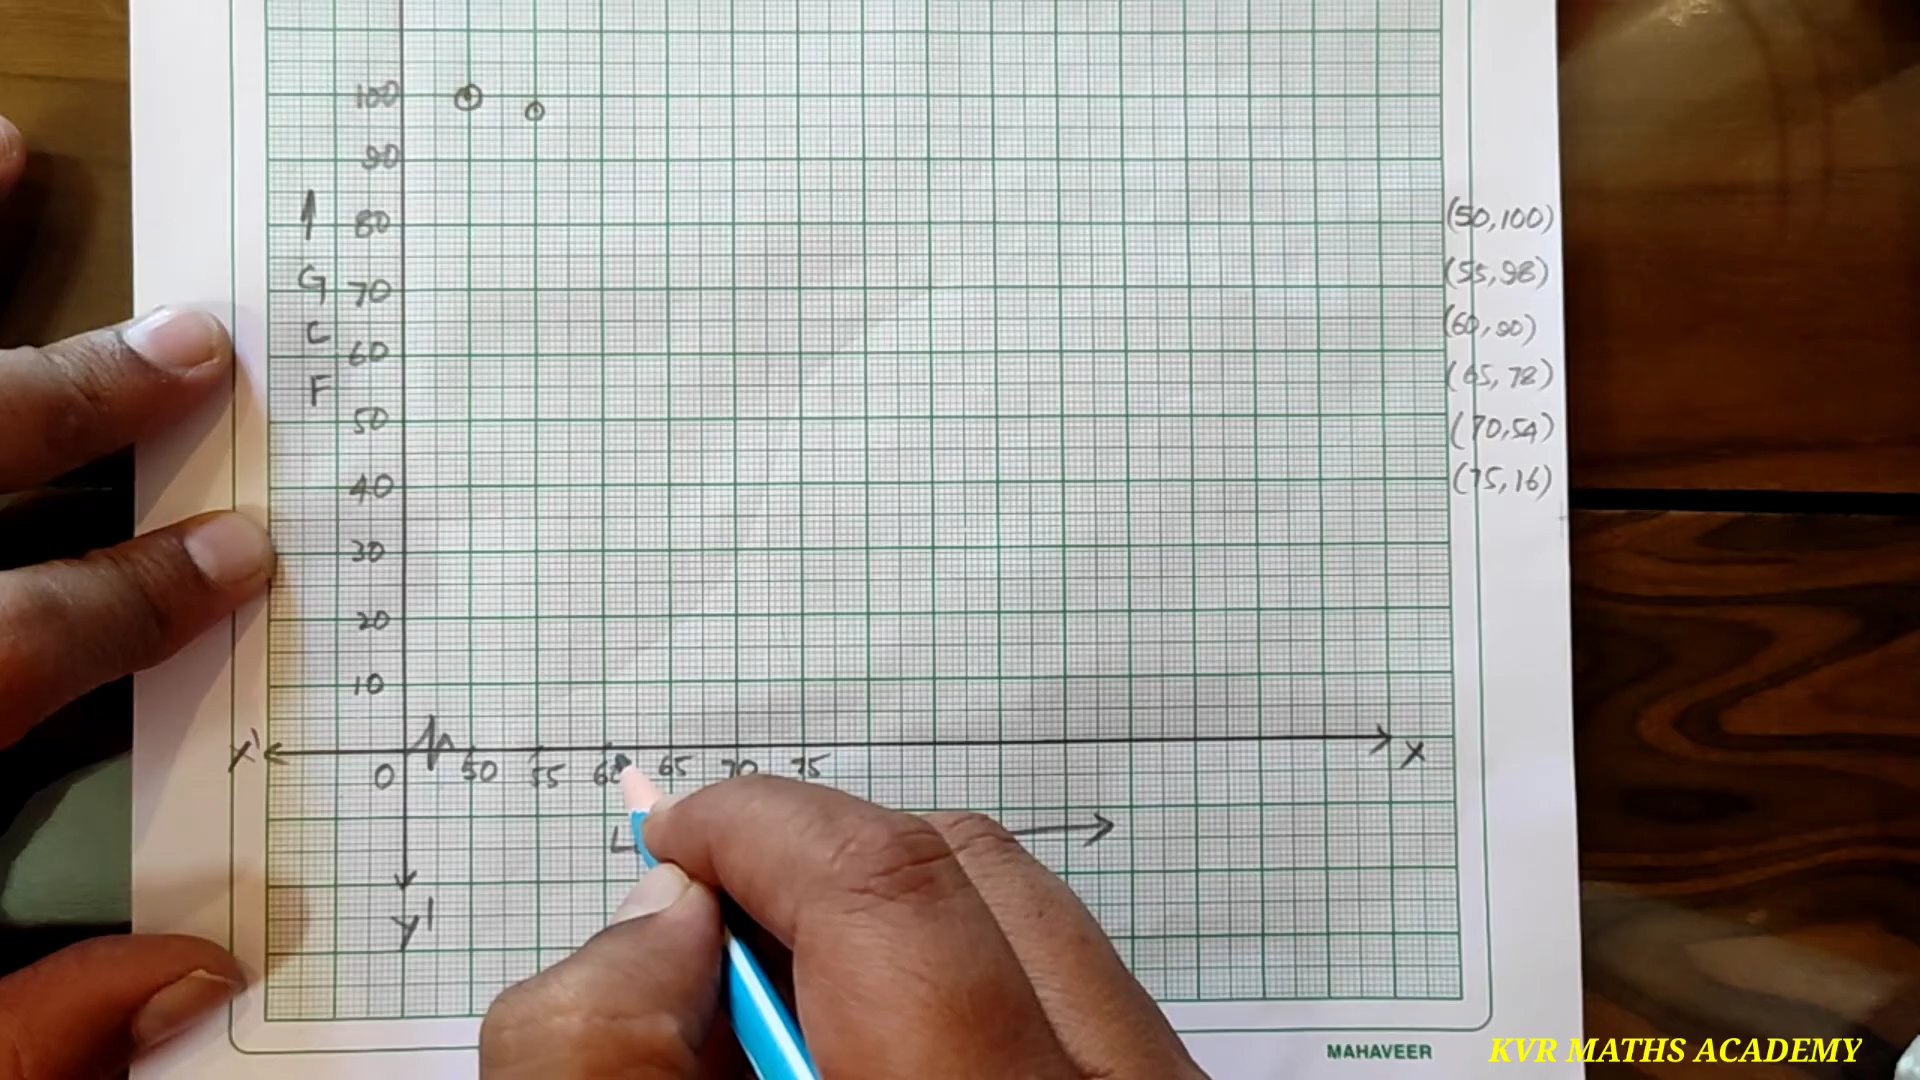 100
90
80
G 70
C
60
F
50
40
30
20
10
X' X
0 50 55 60 65 70 75
L
y'
(50,100)
(55,98)
(60,90)
(65,78)
(70,54)
(75,16)
MAHAVEER
KVR MATHS ACADEMY